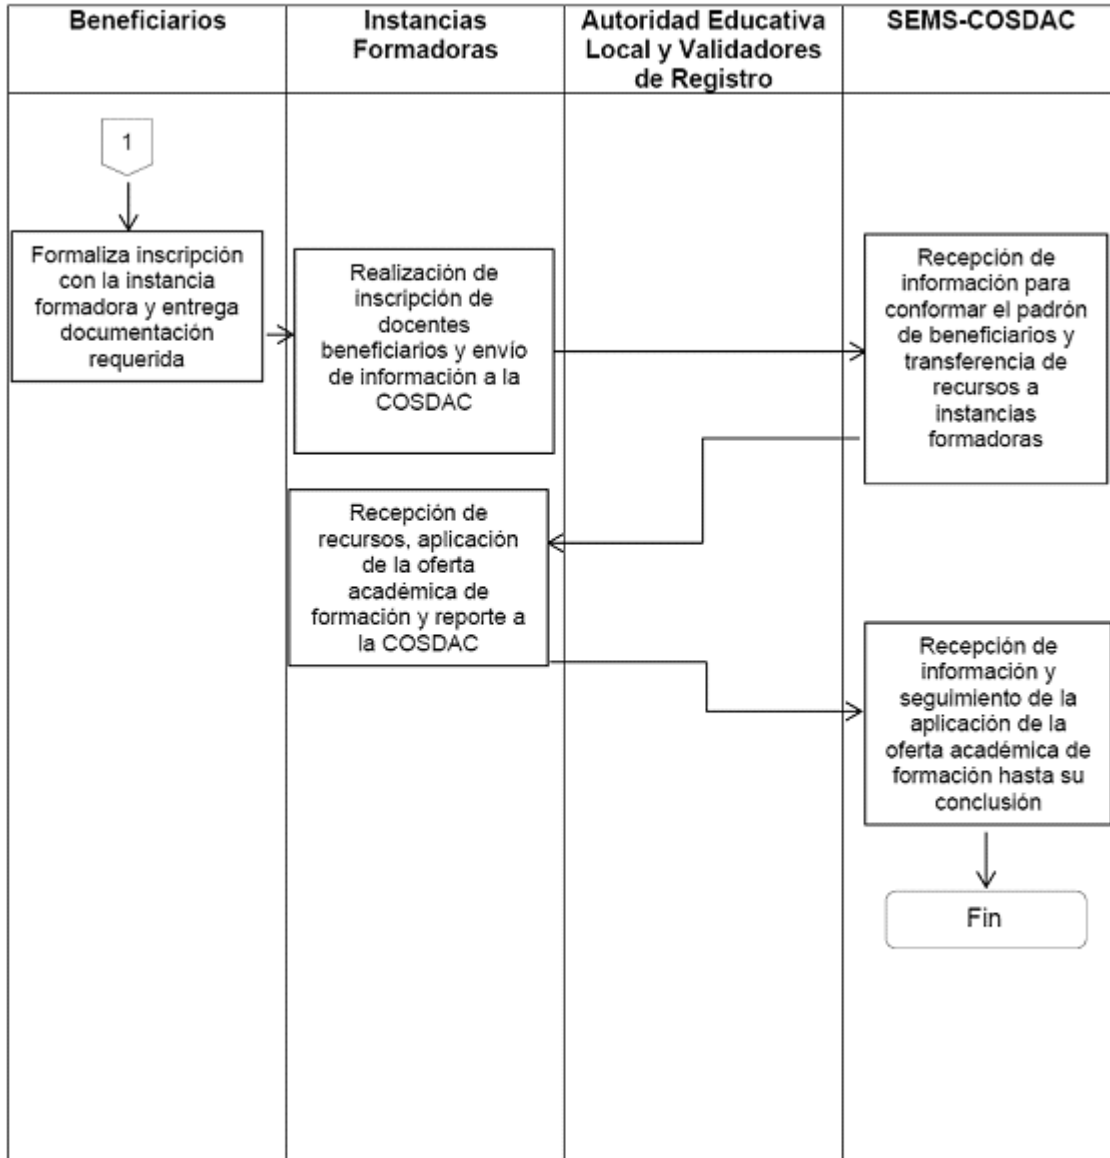 Beneficiarios
Instancias
Formadoras
Autoridad Educativa
Local y Validadores
de Registro
SEMS-COSDAC
1
Formaliza inscripción
con la instancia
formadora y entrega
documentación
requerida
Realización de
inscripción de
docentes
beneficiarios y envío
de información a la
COSDAC
Recepción de
información para
conformar el padrón
de beneficiarios y
transferencia de
recursos a
instancias
formadoras
Recepción de
recursos, aplicación
de la oferta
académica de
formación y reporte a
la COSDAC
Recepción de
información y
seguimiento de la
aplicación de la
oferta académica de
formación hasta su
conclusión
Fin